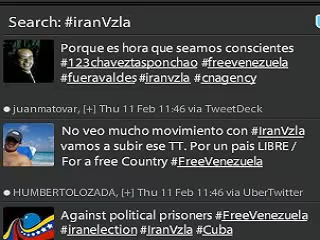 Search: #iranVzla
Porque es hora que seamos conscientes
#123chaveztasponchao #freevenezuela
#fueravaldes #iranvzla #cnagency
juanmatovar, [+] Thu 11 Feb 11:46 via TweetDeck
No veo mucho movimiento con #IranVzla
vamos a subir ese TT. Por un pais LIBRE /
For a free Country #FreeVenezuela
HUMBERTOLOZADA, [+] Thu 11 Feb 11:46 via UberTwitter
Against political prisoners #FreeVenezuela
#iranelection #IranVzla #Cuba